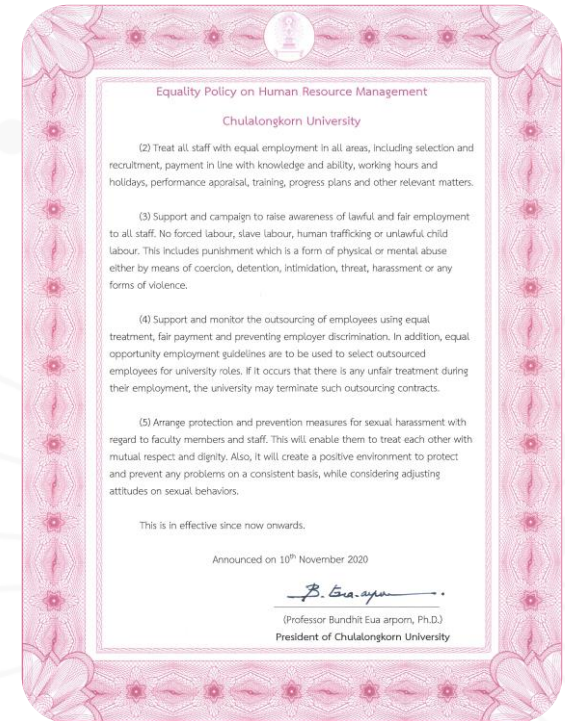 Equality Policy on Human Resource Management
Chulalongkorn University
(2) Treat all staff with equal employment in all areas, including selection and
recruitment, payment in line with knowledge and ability, working hours and
holidays, performance appraisal, training, progress plans and other relevant matters.
(3) Support and campaign to raise awareness of lawful and fair employment
to all staff. No forced labour, slave labour, human trafficking or unlawful child
labour. This includes punishment which is a form of physical or mental abuse
either by means of coercion, detention, intimidation, threat, harassment or any
forms of violence.
(4) Support and monitor the outsourcing of employees using equal
treatment, fair payment and preventing employer discrimination. In addition, equal
opportunity employment guidelines are to be used to select outsourced
employees for university roles. If it occurs that there is any unfair treatment during
their employment, the university may terminate such outsourcing contracts.
(5) Arrange protection and prevention measures for sexual harassment with
regard to faculty members and staff. This will enable them to treat each other with
mutual respect and dignity. Also, it will create a positive environment to protect
and prevent any problems on a consistent basis, while considering adjusting
attitudes on sexual behaviors.
This is in effective since now onwards.
Announced on 10th November 2020
B. Eua-arporn
(Professor Bundhit Eua arporn, Ph.D.)
President of Chulalongkorn University